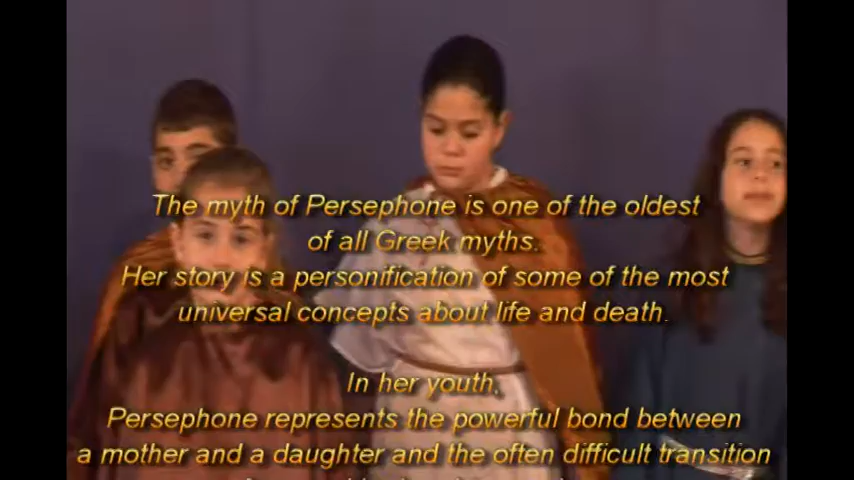 The myth of Persephone is one of the oldest
of all Greek myths.
Her story is a personification of some of the most
universal concepts about life and death.
In her youth,
Persephone represents the powerful bond between
a mother and a daughter and the often difficult transition